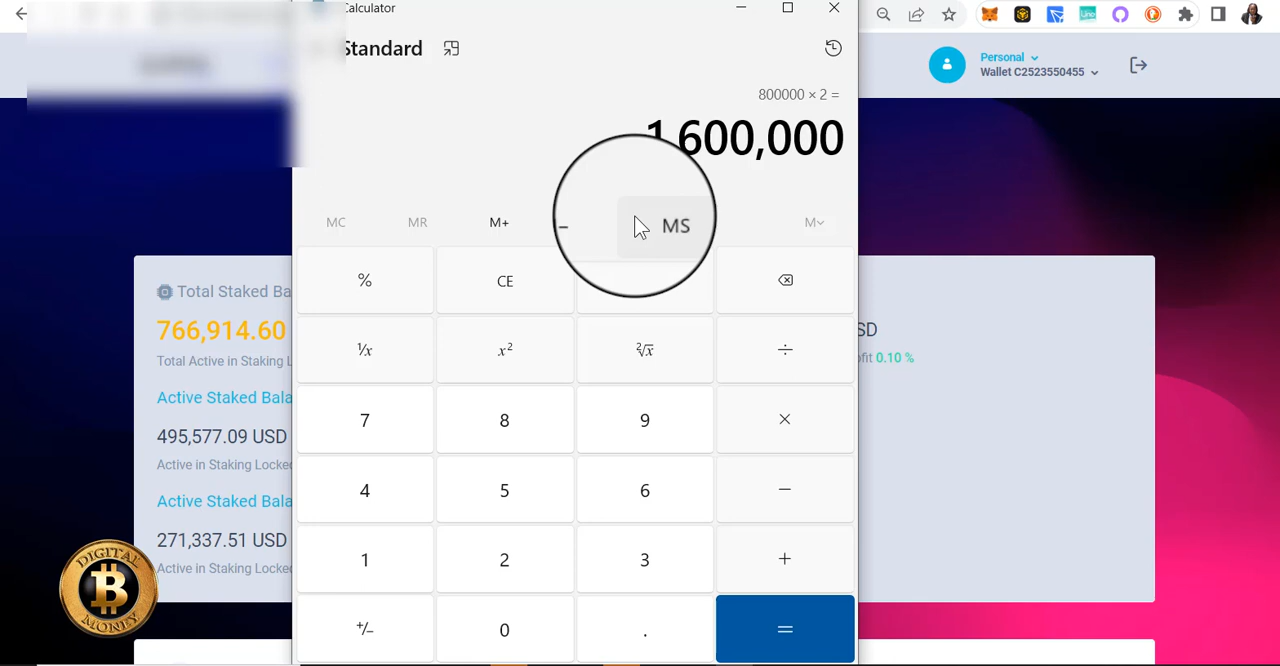 Calculator
Standard
Personal
Wallet C2523550455
800000 × 2 =
1,600,000
MC MR M+ MS M
% CE
¹⁄x x² ²√x ÷
7 8 9 ×
4 5 6 −
1 2 3 +
+/− 0 . =
Total Staked Ba
766,914.60
Total Active in Staking L
Active Staked Bala
495,577.09 USD
Active in Staking Locked
Active Staked Bala
271,337.51 USD
Active in Staking Locked
SD
ofit 0.10 %
DIGITAL
B
MONEY
Uno